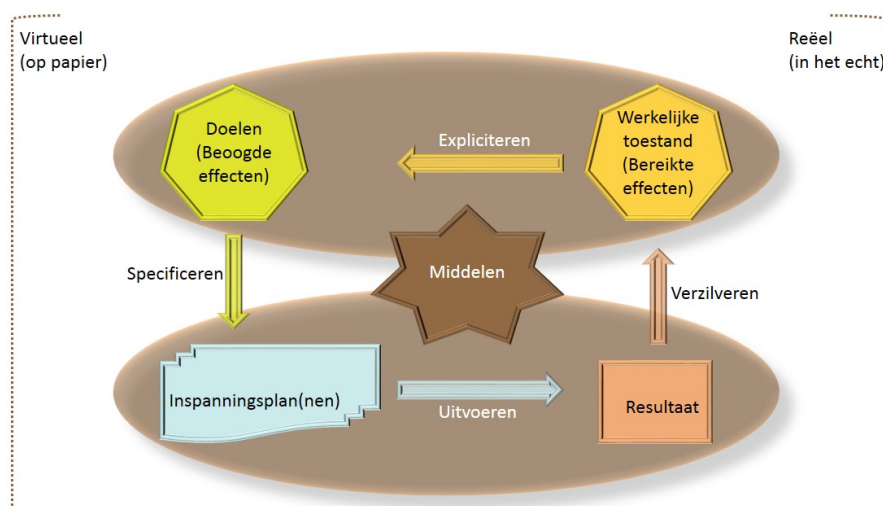 Virtueel
(op papier)
Reëel
(in het echt)
Doelen
(Beoogde
effecten)
Expliciteren
Werkelijke
toestand
(Bereikte
effecten)
Specificeren
Middelen
Verzilveren
Inspanningsplan(nen)
Uitvoeren
Resultaat